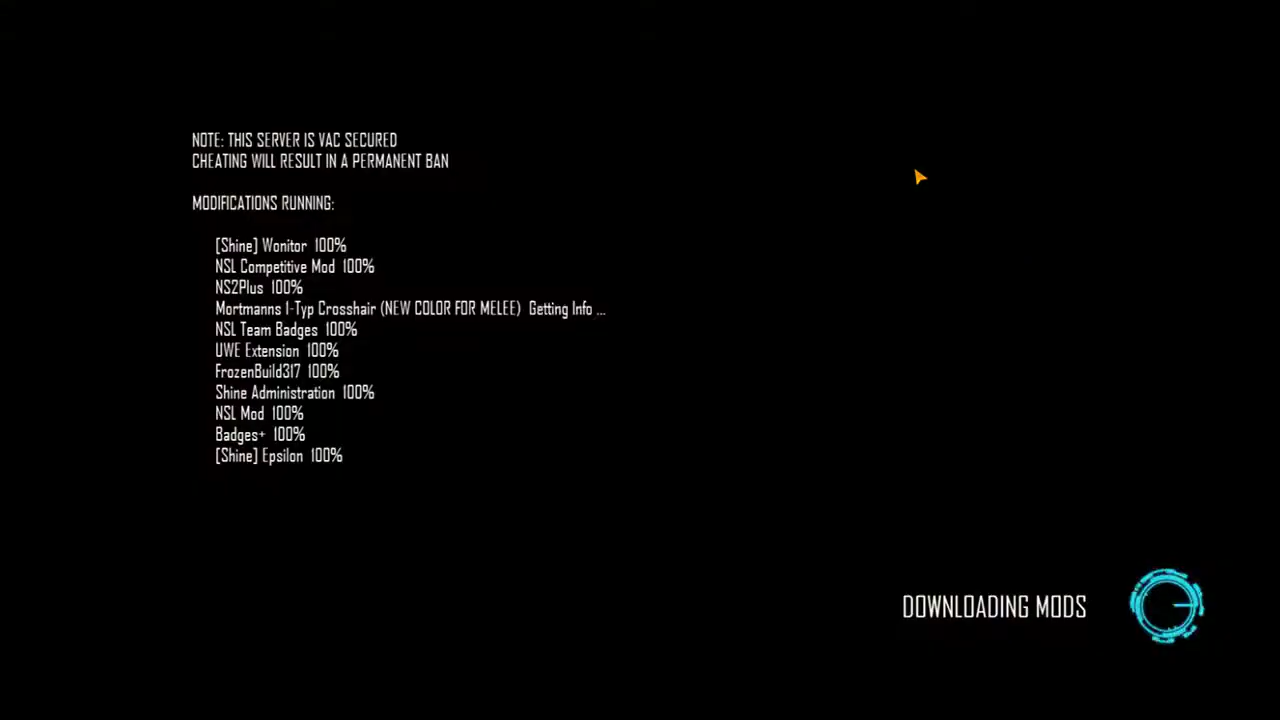 NOTE: THIS SERVER IS VAC SECURED
CHEATING WILL RESULT IN A PERMANENT BAN
MODIFICATIONS RUNNING:
[Shine] Wonitor 100%
NSL Competitive Mod 100%
NS2Plus 100%
Mortmanns 1-Typ Crosshair (NEW COLOR FOR MELEE) Getting Info ...
NSL Team Badges 100%
UWE Extension 100%
FrozenBuild317 100%
Shine Administration 100%
NSL Mod 100%
Badges+ 100%
[Shine] Epsilon 100%
DOWNLOADING MODS